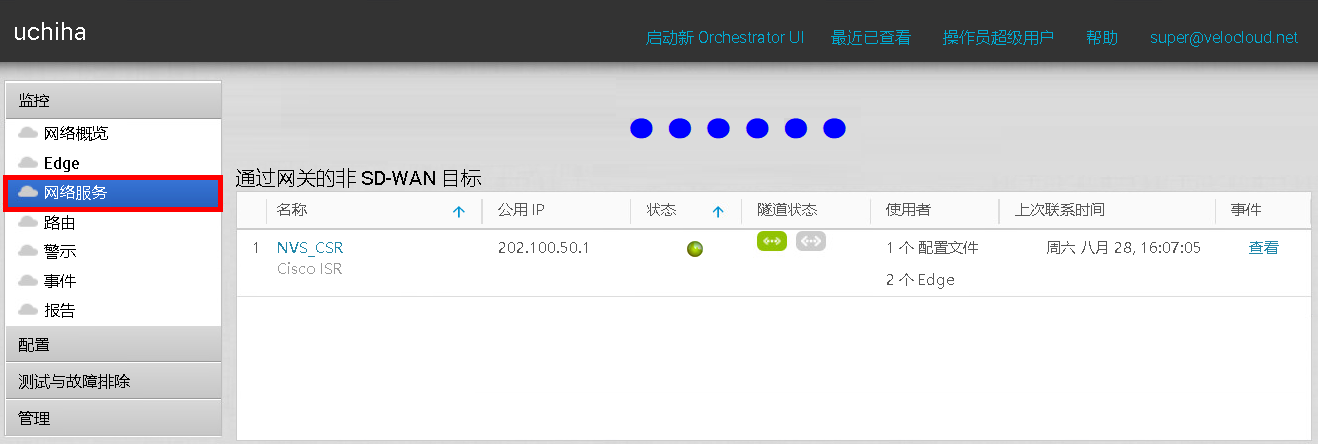 uchiha
启动新 Orchestrator UI 最近已查看 操作员超级用户 帮助 super@velocloud.net
监控
网络概览
Edge
网络服务
路由
警示
事件
报告
配置
测试与故障排除
管理
通过网关的非 SD-WAN 目标
名称 公用 IP 状态 隧道状态 使用者 上次联系时间 事件
1 NVS_CSR 202.100.50.1 1 个 配置文件 周六 八月 28, 16:07:05 查看
Cisco ISR
2 个 Edge